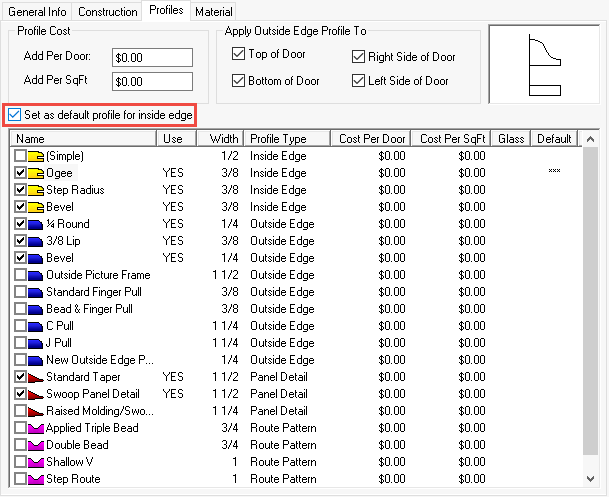 General Info Construction Profiles Material
Profile Cost
Add Per Door: $0.00
Add Per SqFt $0.00
Apply Outside Edge Profile To
Top of Door Right Side of Door
Bottom of Door Left Side of Door
Set as default profile for inside edge
Name Use Width Profile Type Cost Per Door Cost Per SqFt Glass Default
(Simple) 1/2 Inside Edge $0.00 $0.00
Ogee YES 3/8 Inside Edge $0.00 $0.00 ***
Step Radius YES 3/8 Inside Edge $0.00 $0.00
Bevel YES 3/8 Inside Edge $0.00 $0.00
¼ Round YES 1/4 Outside Edge $0.00 $0.00
3/8 Lip YES 3/8 Outside Edge $0.00 $0.00
Bevel YES 1/4 Outside Edge $0.00 $0.00
Outside Picture Frame 1 1/2 Outside Edge $0.00 $0.00
Standard Finger Pull 3/8 Outside Edge $0.00 $0.00
Bead & Finger Pull 3/8 Outside Edge $0.00 $0.00
C Pull 1 1/4 Outside Edge $0.00 $0.00
J Pull 1 1/4 Outside Edge $0.00 $0.00
New Outside Edge P... 1/4 Outside Edge $0.00 $0.00
Standard Taper YES 1 1/2 Panel Detail $0.00 $0.00
Swoop Panel Detail YES 1 1/2 Panel Detail $0.00 $0.00
Raised Molding/Swo... 1 1/4 Panel Detail $0.00 $0.00
Applied Triple Bead 3/4 Route Pattern $0.00 $0.00
Double Bead 3/4 Route Pattern $0.00 $0.00
Shallow V 1 Route Pattern $0.00 $0.00
Step Route 1 Route Pattern $0.00 $0.00